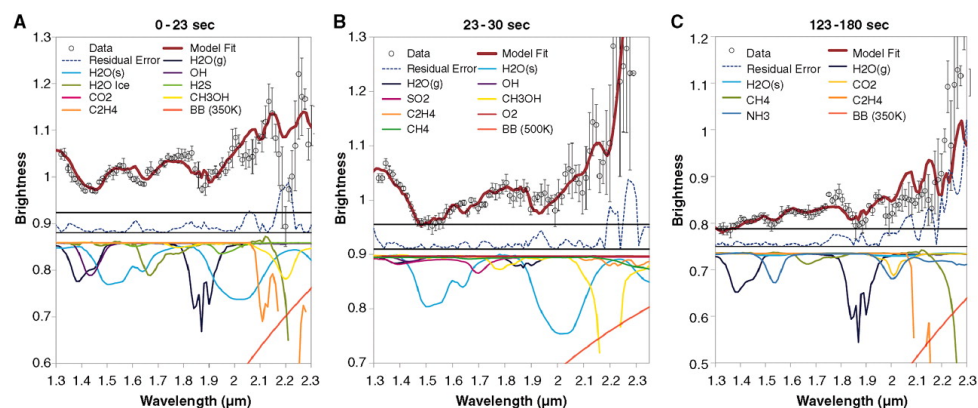 A
0 - 23 sec
1.3
1.2
1.1
1
0.9
0.8
0.7
0.6
Brightness
Data
Model Fit
Residual Error
H2O(g)
H2O(s)
OH
H2O Ice
H2S
CO2
CH3OH
C2H4
BB (350K)
1.3 1.4 1.5 1.6 1.7 1.8 1.9 2 2.1 2.2 2.3
Wavelength (μm)
B
23 - 30 sec
1.3
1.2
1.1
1
0.9
0.8
0.7
Brightness
Data
Model Fit
Residual Error
H2O(s)
H2O(g)
OH
SO2
CH3OH
C2H4
O2
CH4
BB (500K)
1.3 1.4 1.5 1.6 1.7 1.8 1.9 2 2.1 2.2 2.3
Wavelength (μm)
C
123-180 sec
1.2
1.1
1
0.9
0.8
0.7
0.6
Brightness
Data
Model Fit
Residual Error
H2O(g)
H2O(s)
CO2
CH4
C2H4
NH3
BB (350K)
1.3 1.4 1.5 1.6 1.7 1.8 1.9 2 2.1 2.2 2.3
Wavelength (μm)